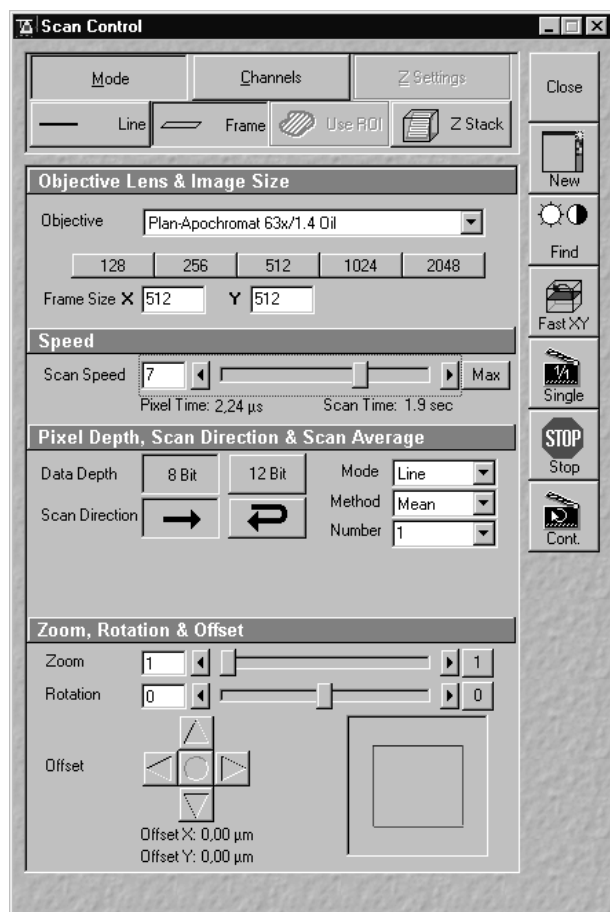 Scan Control
Mode Channels Z Settings
Line Frame Use ROI Z Stack
Close
New
Find
Fast XY
1/1
Single
STOP
Stop
Cont.
Objective Lens & Image Size
Objective Plan-Apochromat 63x/1.4 Oil
128 256 512 1024 2048
Frame Size X 512 Y 512
Speed
Scan Speed 7 Max
Pixel Time: 2,24 µs Scan Time: 1.9 sec
Pixel Depth, Scan Direction & Scan Average
Data Depth 8 Bit 12 Bit Mode Line
Scan Direction Method Mean
Number 1
Zoom, Rotation & Offset
Zoom 1 1
Rotation 0 0
Offset
Offset X: 0,00 µm
Offset Y: 0,00 µm